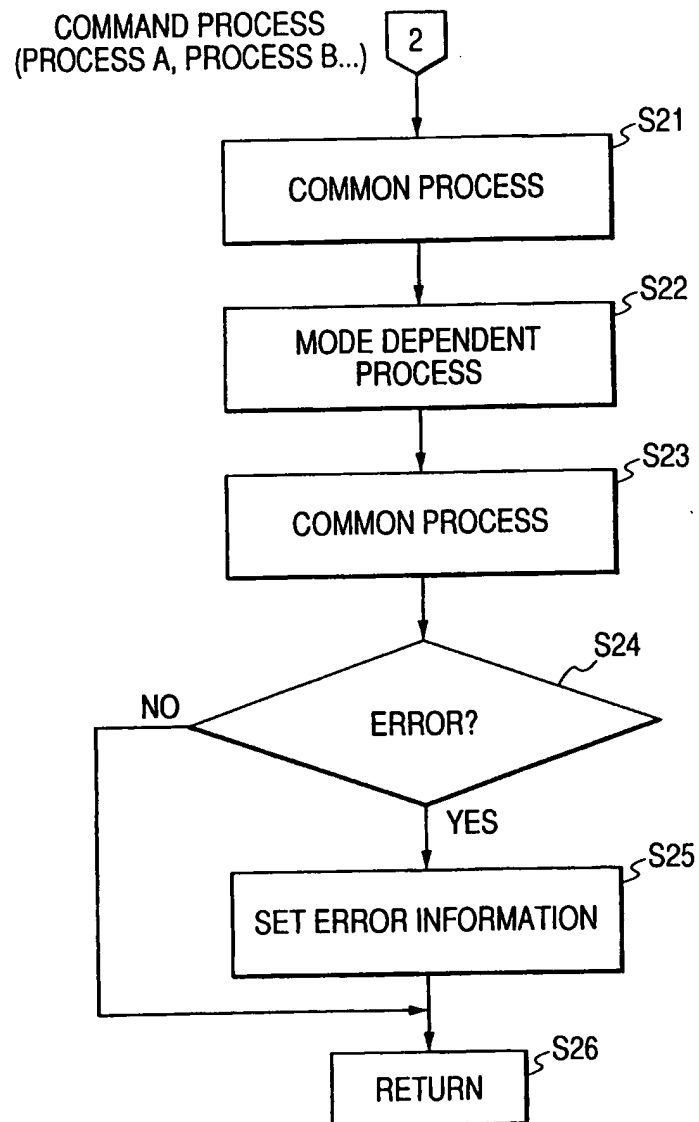 COMMAND PROCESS
(PROCESS A, PROCESS B...)
2
S21
COMMON PROCESS
S22
MODE DEPENDENT
PROCESS
S23
COMMON PROCESS
S24
ERROR?
NO
YES
S25
SET ERROR INFORMATION
S26
RETURN